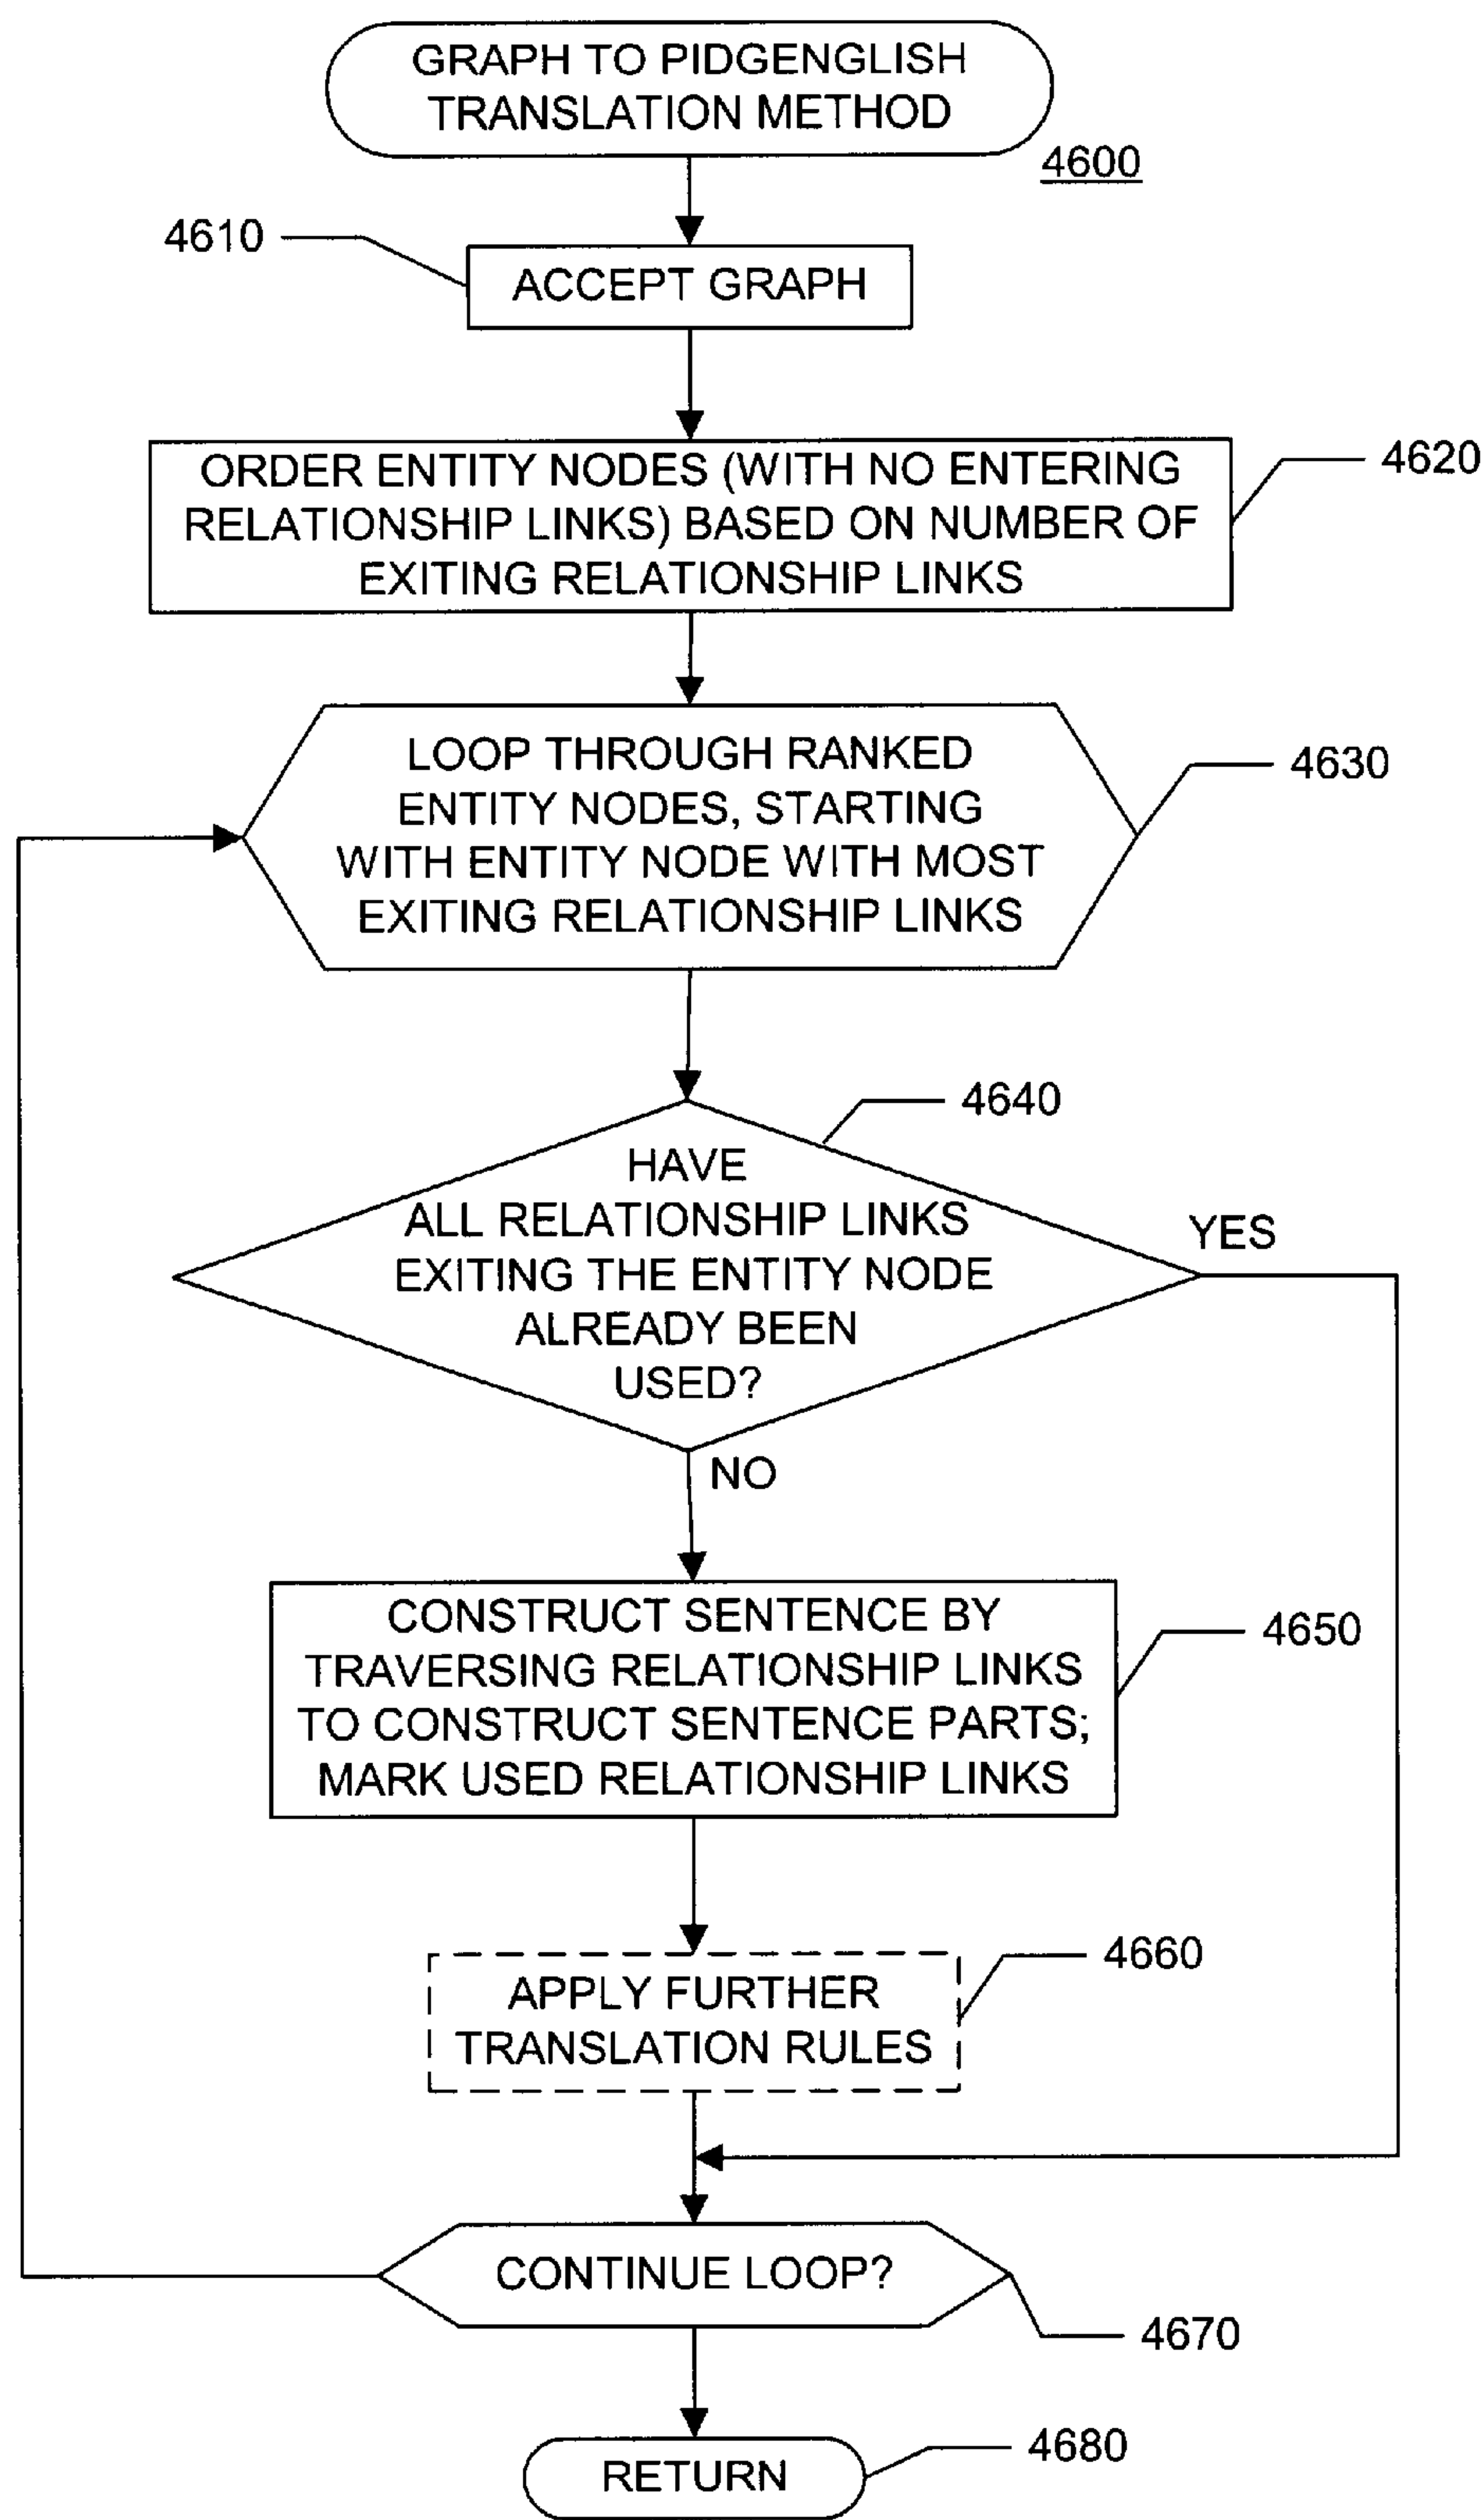 GRAPH TO PIDGENGLISH
TRANSLATION METHOD
4600
4610
ACCEPT GRAPH
4620
ORDER ENTITY NODES (WITH NO ENTERING
RELATIONSHIP LINKS) BASED ON NUMBER OF
EXITING RELATIONSHIP LINKS
LOOP THROUGH RANKED
ENTITY NODES, STARTING
WITH ENTITY NODE WITH MOST
EXITING RELATIONSHIP LINKS
4630
4640
HAVE
ALL RELATIONSHIP LINKS
EXITING THE ENTITY NODE
ALREADY BEEN
USED?
YES
NO
CONSTRUCT SENTENCE BY
TRAVERSING RELATIONSHIP LINKS
TO CONSTRUCT SENTENCE PARTS;
MARK USED RELATIONSHIP LINKS
4650
4660
APPLY FURTHER
TRANSLATION RULES
CONTINUE LOOP?
4670
4680
RETURN